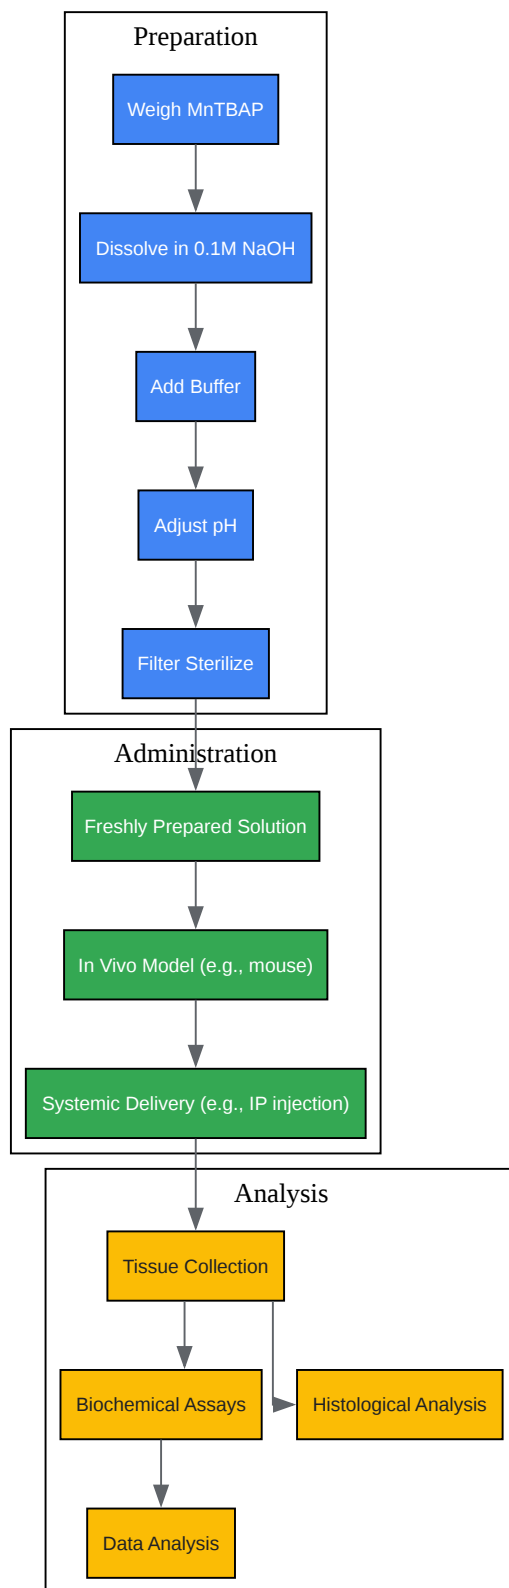 Preparation
Weigh MnTBAP
Dissolve in 0.1M NaOH
Add Buffer
Adjust pH
Filter Sterilize
Administration
Freshly Prepared Solution
In Vivo Model (e.g., mouse)
Systemic Delivery (e.g., IP injection)
Analysis
Tissue Collection
Biochemical Assays
Histological Analysis
Data Analysis